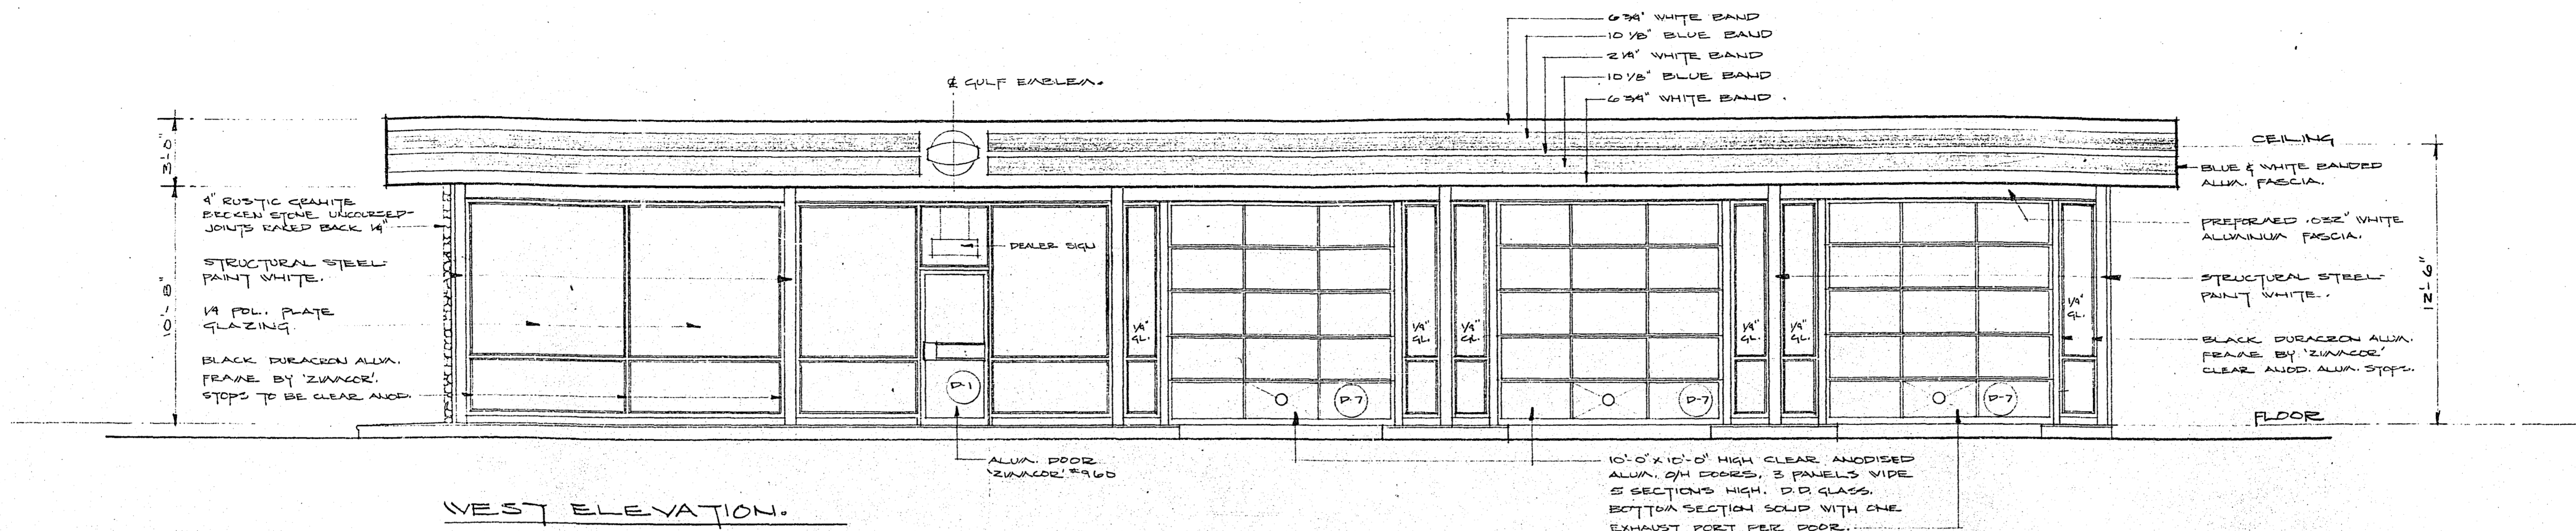 6 3/4" WHITE BAND
10 1/8" BLUE BAND
2 1/4" WHITE BAND
10 1/8" BLUE BAND
6 3/4" WHITE BAND.
℄ GULF EMBLEM.
3'-0"
10'-8"
4" RUSTIC GRANITE
BROKEN STONE UNCOURSED-
JOINTS RAKED BACK 1/4"
STRUCTURAL STEEL-
PAINT WHITE.
1/4 POL. PLATE
GLAZING.
BLACK DURACRON ALUM.
FRAME BY 'ZIMMCOR'.
STOPS TO BE CLEAR ANOD.
DEALER SIGN
1/4"
GL.
1/4"
GL.
1/4"
GL.
1/4"
GL.
1/4"
GL.
1/4"
GL.
D-1
D-7
D-7
D-7
CEILING
BLUE & WHITE BANDED
ALUM. FASCIA.
PREFORMED .032" WHITE
ALUMINUM FASCIA.
STRUCTURAL STEEL-
PAINT WHITE.
BLACK DURACRON ALUM.
FRAME BY 'ZIMMCOR'
CLEAR ANOD. ALUM. STOPS.
FLOOR
12'-6"
ALUM. DOOR
'ZIMMCOR' #960
10'-0" X 10'-0" HIGH CLEAR ANODISED
ALUM. O/H DOORS, 3 PANELS WIDE
5 SECTIONS HIGH. D.D. GLASS.
BOTTOM SECTION SOLID WITH ONE
EXHAUST PORT PER DOOR.
WEST ELEVATION.